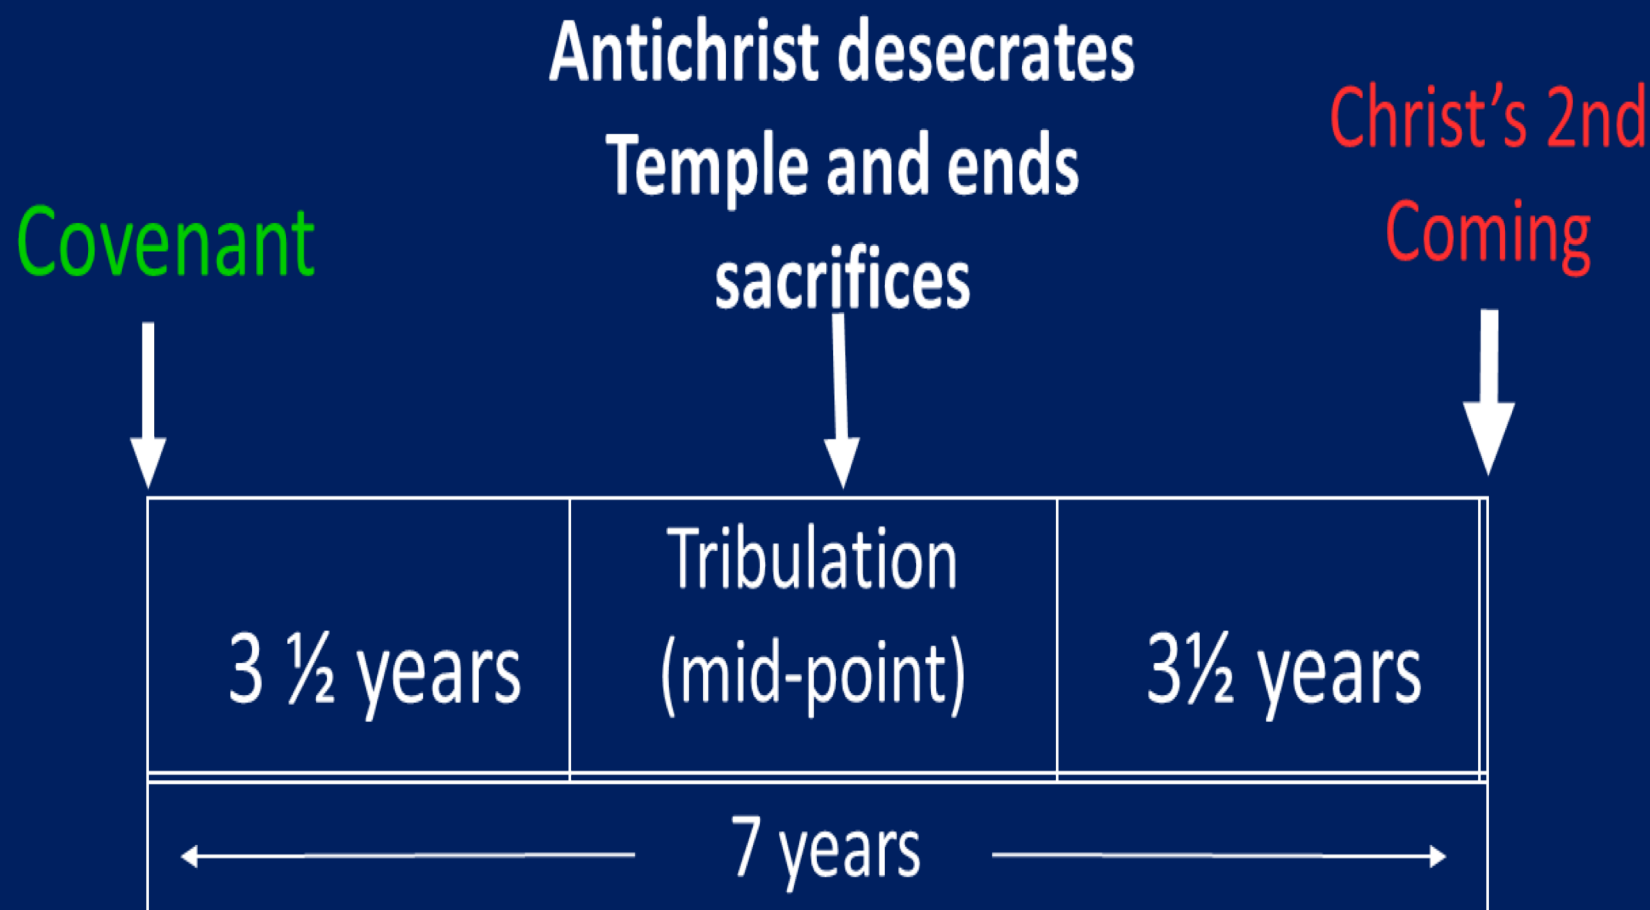 Antichrist desecrates
Temple and ends
sacrifices
Christ’s 2nd
Coming
Covenant
3 ½ years
Tribulation
(mid-point)
3½ years
7 years